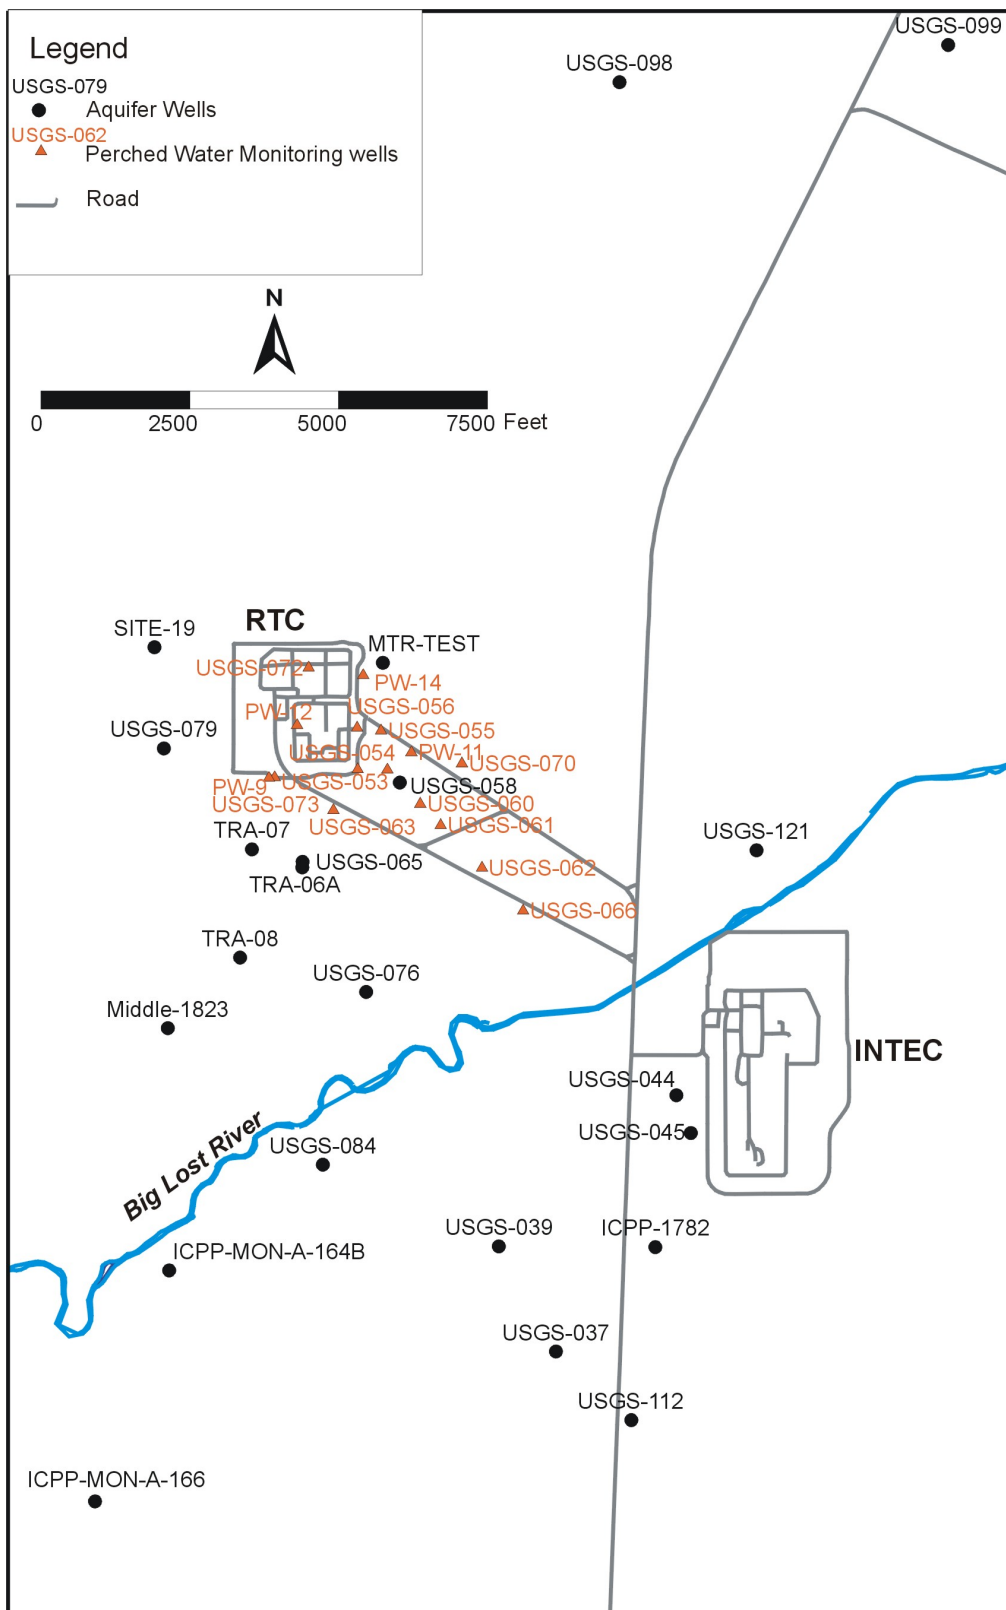 Legend
USGS-079
Aquifer Wells
USGS-062
Perched Water Monitoring wells
Road
USGS-099
USGS-098
N
0 2500 5000 7500 Feet
RTC
SITE-19
MTR-TEST
USGS-072
PW-14
USGS-056
PW-12
USGS-079
USGS-055
USGS-054
PW-11
USGS-070
PW-9
USGS-053
USGS-058
USGS-073
USGS-060
USGS-063
USGS-061
TRA-07
USGS-121
USGS-065
USGS-062
TRA-06A
USGS-066
TRA-08
USGS-076
Middle-1823
INTEC
USGS-044
USGS-045
Big Lost River
USGS-084
USGS-039
ICPP-1782
ICPP-MON-A-164B
USGS-037
USGS-112
ICPP-MON-A-166